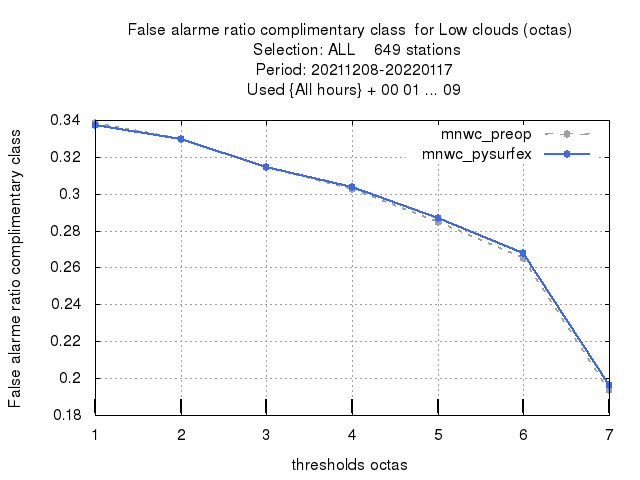 False alarme ratio complimentary class  for Low clouds (octas)
Selection: ALL    649 stations
Period: 20211208-20220117
Used {All hours} + 00 01 ... 09
False alarme ratio complimentary class
0.34
0.32
0.3
0.28
0.26
0.24
0.22
0.2
0.18
mnwc_preop
mnwc_pysurfex
1 2 3 4 5 6 7
thresholds octas